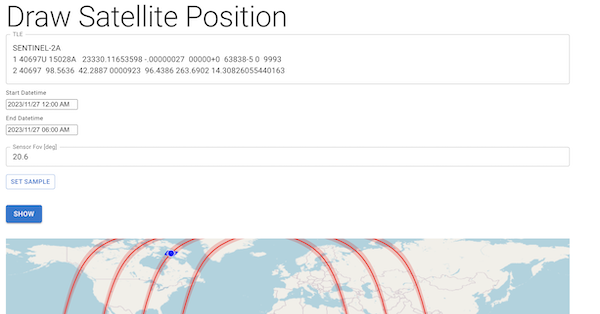 Draw Satellite Position
TLE
SENTINEL-2A
1 40697U 15028A   23330.11653598 -.00000027  00000+0  63838-5 0  9993
2 40697  98.5636  42.2887 0000923  96.4386 263.6902 14.30826055440163
Start Datetime
2023/11/27 12:00 AM
End Datetime
2023/11/27 06:00 AM
Sensor Fov [deg]
20.6
SET SAMPLE
SHOW